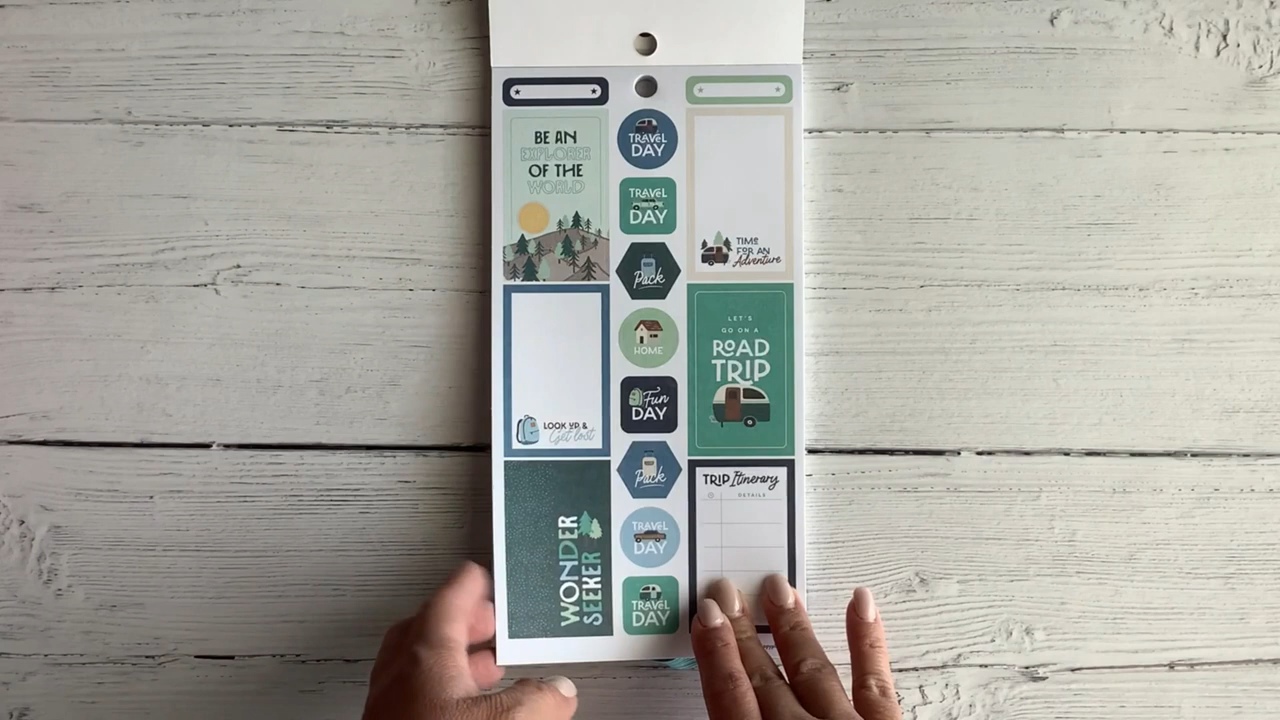 BE AN
EXPLORER
OF THE
WORLD
LOOK UP &
Get lost
WONDER
SEEKER
TRAVEL
DAY
TRAVEL
DAY
Pack
HOME
Fun
DAY
Pack
TRAVEL
DAY
TRAVEL
DAY
TIME
FOR AN
Adventure
LET'S
GO ON A
ROAD
TRIP
TRIP Itinerary
DETAILS